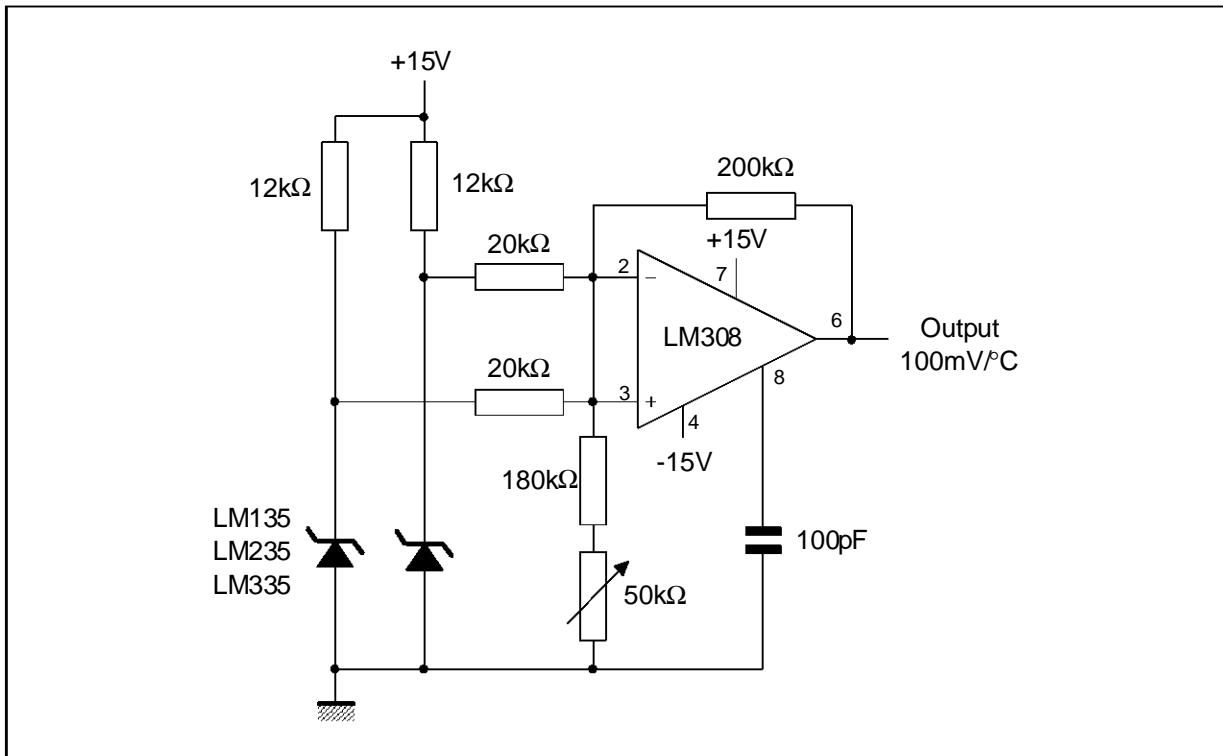 +15V
12kΩ
12kΩ
200kΩ
20kΩ
+15V
2
−
7
6
LM308
Output
100mV/°C
20kΩ
3
+
8
4
-15V
180kΩ
LM135
LM235
LM335
100pF
50kΩ